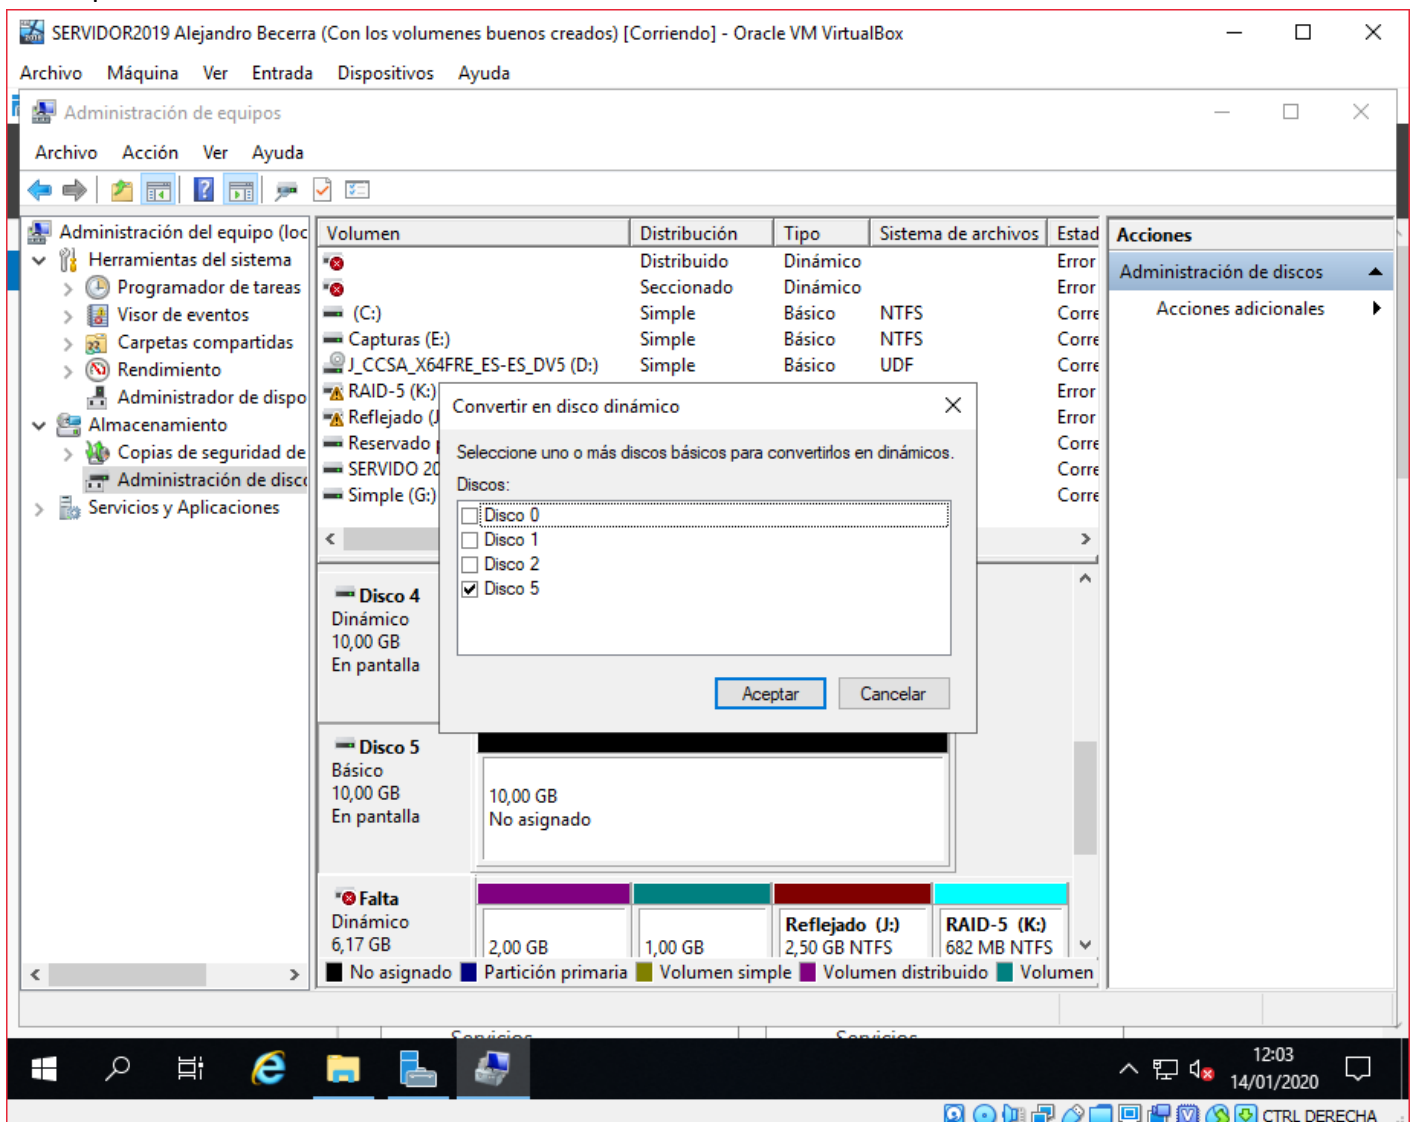 SERVIDOR2019 Alejandro Becerra (Con los volumenes buenos creados) [Corriendo] - Oracle VM VirtualBox
Archivo Máquina Ver Entrada Dispositivos Ayuda
Administración de equipos
Archivo Acción Ver Ayuda
Administración del equipo (loc
Herramientas del sistema
Programador de tareas
Visor de eventos
Carpetas compartidas
Rendimiento
Administrador de dispo
Almacenamiento
Copias de seguridad de
Administración de disco
Servicios y Aplicaciones
Volumen Distribución Tipo Sistema de archivos Estad
Distribuido Dinámico Error
Seccionado Dinámico Error
(C:) Simple Básico NTFS Corre
Capturas (E:) Simple Básico NTFS Corre
J_CCSA_X64FRE_ES-ES_DV5 (D:) Simple Básico UDF Corre
RAID-5 (K:) Error
Reflejado (J Error
Reservado Corre
SERVIDO 20 Corre
Simple (G:) Corre
Acciones
Administración de discos
Acciones adicionales
Convertir en disco dinámico
Seleccione uno o más discos básicos para convertirlos en dinámicos.
Discos:
Disco 0
Disco 1
Disco 2
Disco 5
Aceptar Cancelar
Disco 4
Dinámico
10,00 GB
En pantalla
Disco 5
Básico
10,00 GB
En pantalla
10,00 GB
No asignado
Falta
Dinámico
6,17 GB
2,00 GB
1,00 GB
Reflejado (J:)
2,50 GB NTFS
RAID-5 (K:)
682 MB NTFS
No asignado Partición primaria Volumen simple Volumen distribuido Volumen
Servicios Servicios
12:03
14/01/2020
CTRL DERECHA